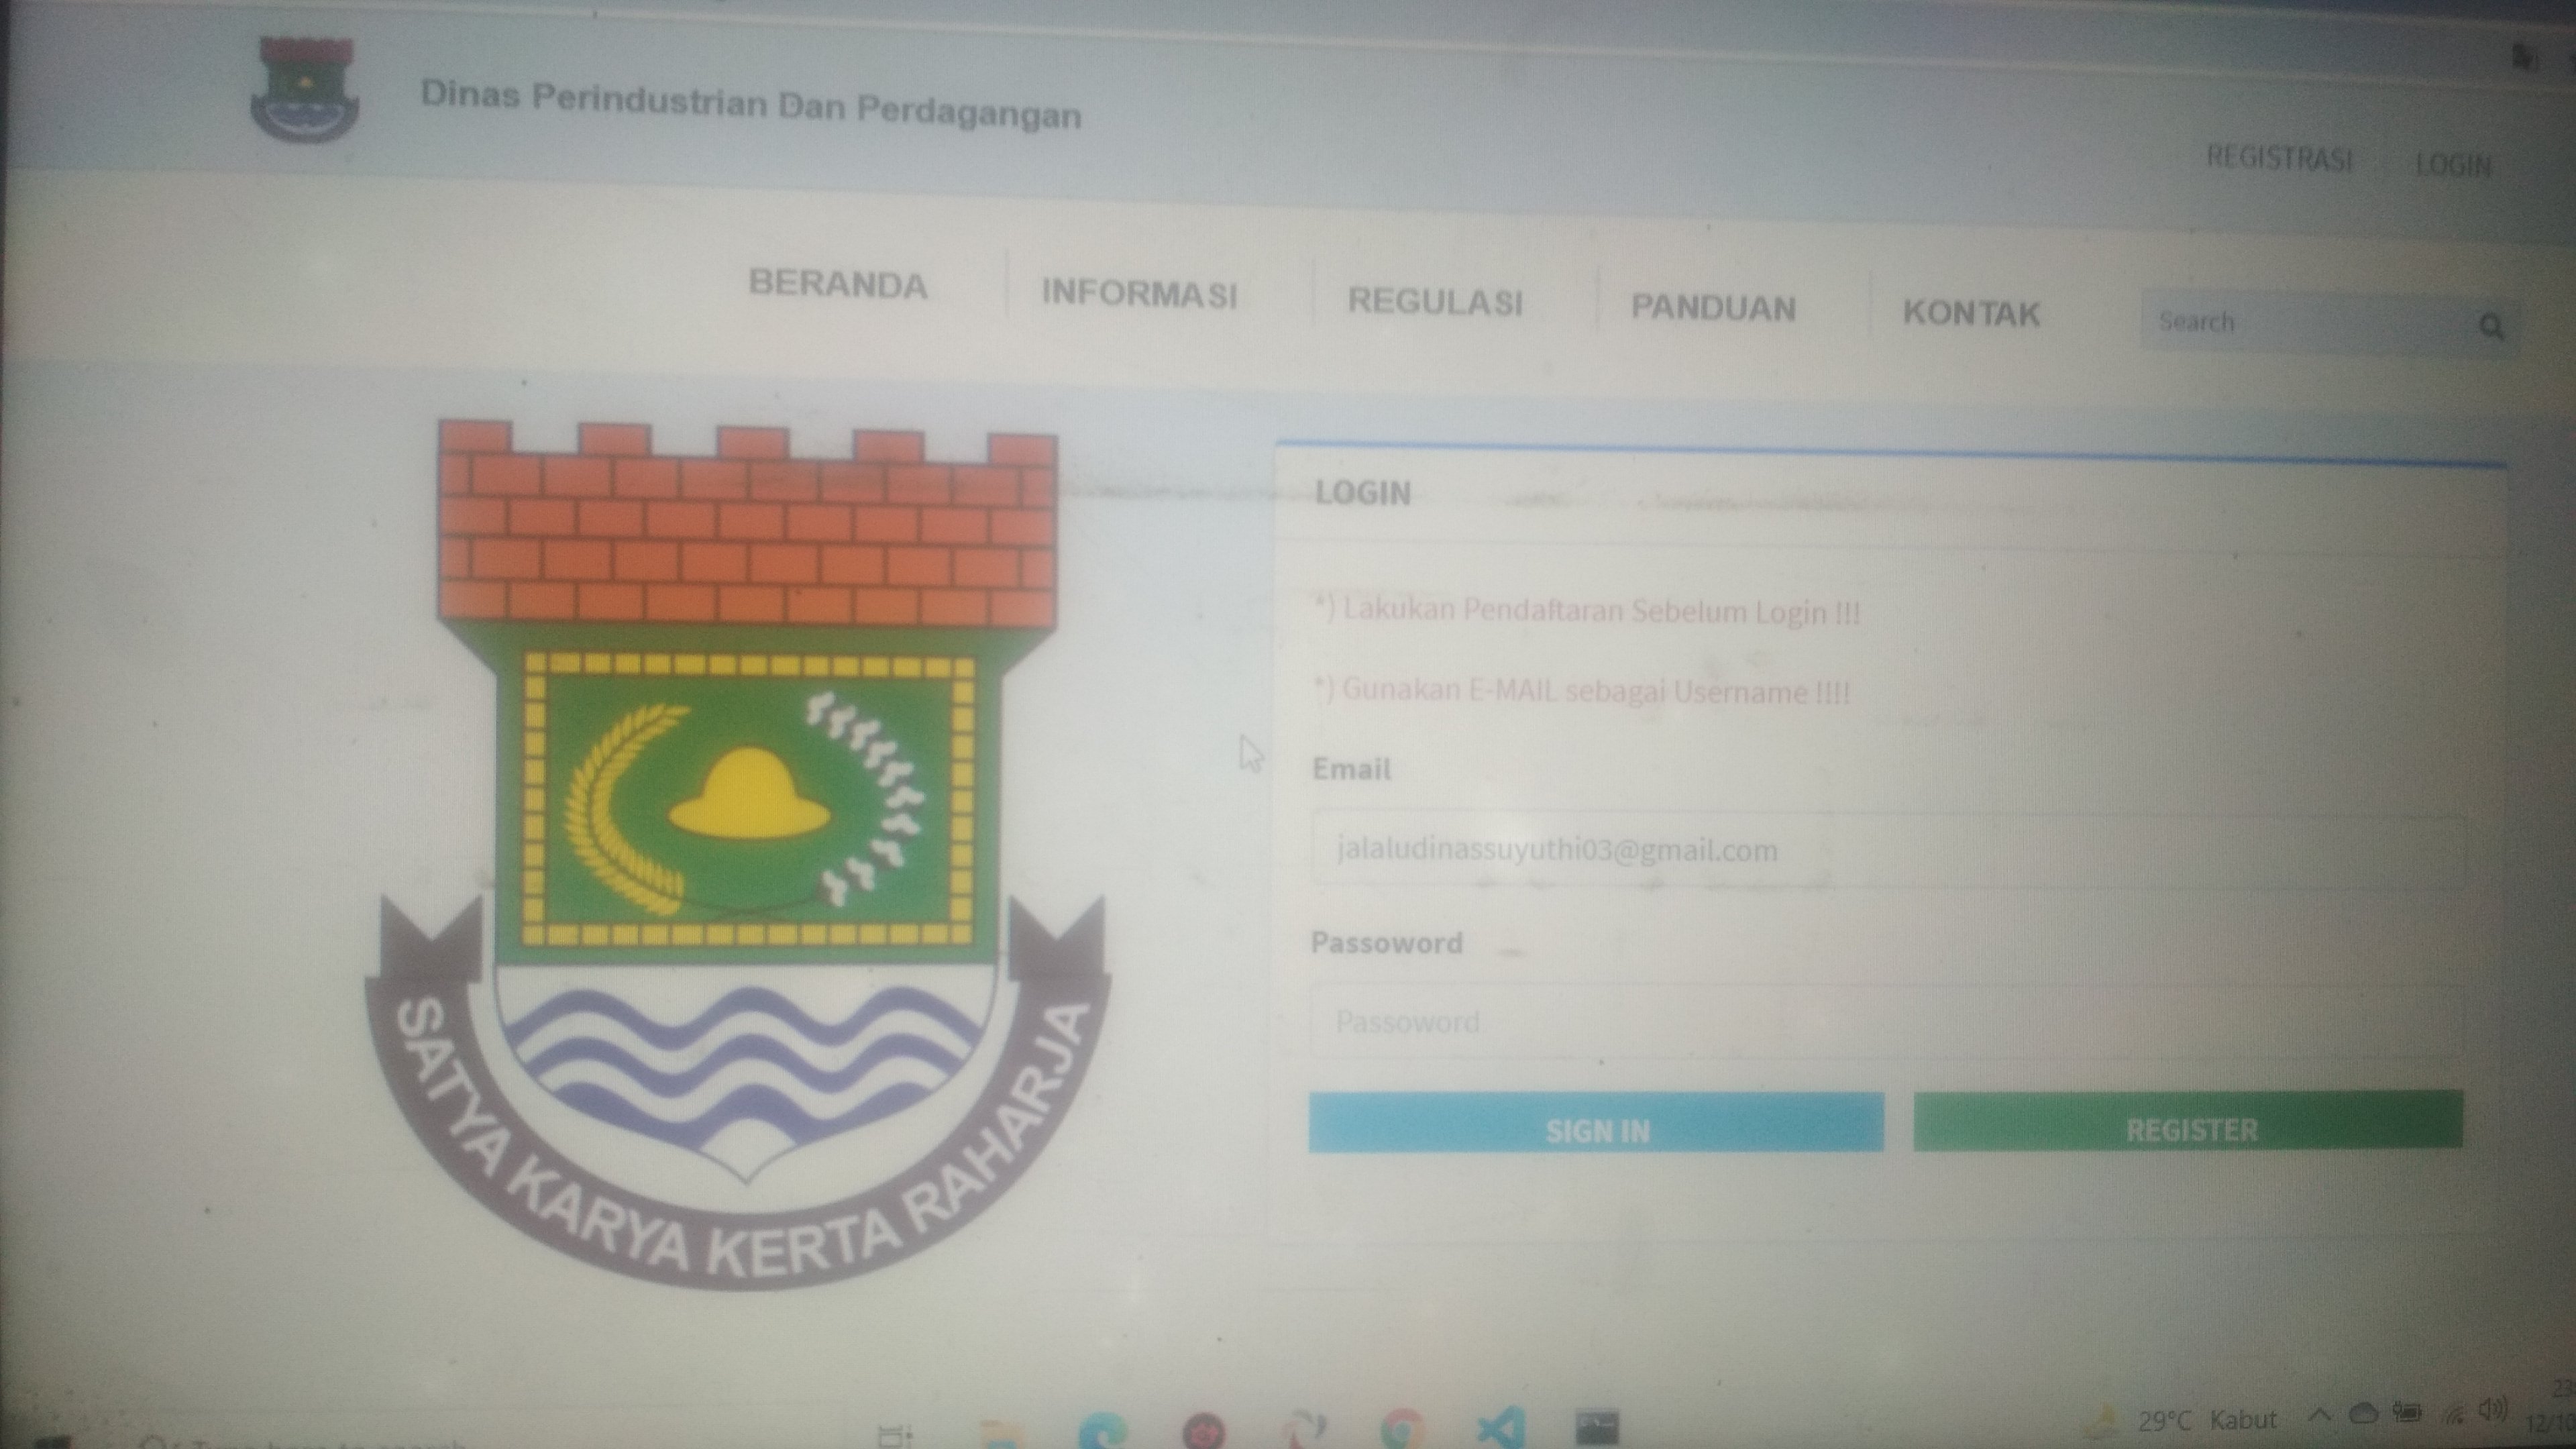 Dinas Perindustrian Dan Perdagangan
REGISTRASI LOGIN
BERANDA INFORMASI REGULASI PANDUAN KONTAK Search
LOGIN
*) Lakukan Pendaftaran Sebelum Login !!!
*) Gunakan E-MAIL sebagai Username !!!!
Email
jalaludinassuyuthi03@gmail.com
Passoword
Passoword
SIGN IN REGISTER
SATYA KARYA KERTA RAHARJA
29°C Kabut